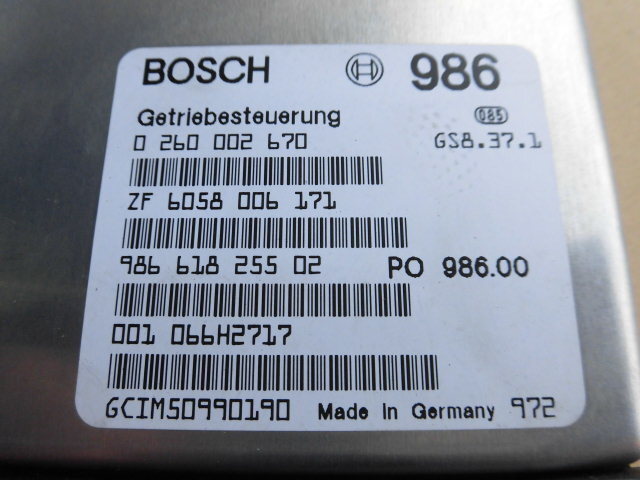 BOSCH 986
Getriebesteuerung 085
0 260 002 670 GS8.37.1
ZF 6058 006 171
986 618 255 02 PO 986.00
001 066H2717
GCIM50990190 Made In Germany 972